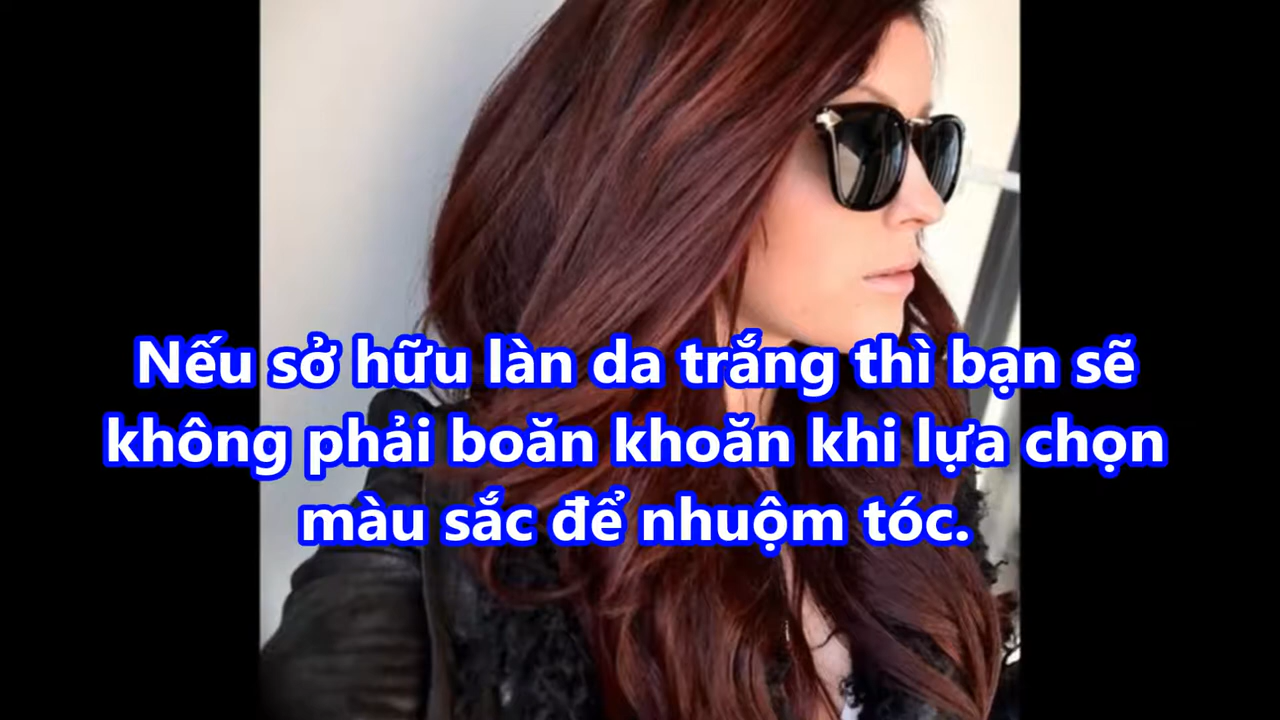 Nếu sở hữu làn da trắng thì bạn sẽ
không phải boăn khoăn khi lựa chọn
màu sắc để nhuộm tóc.